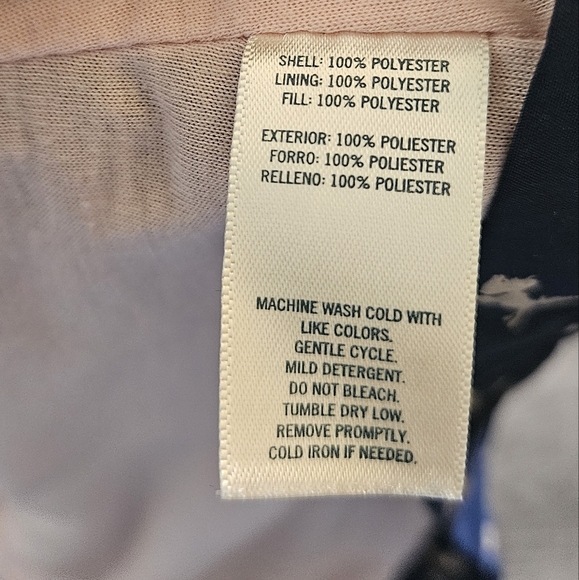 SHELL: 100% POLYESTER
LINING: 100% POLYESTER
FILL: 100% POLYESTER
EXTERIOR: 100% POLIESTER
FORRO: 100% POLIESTER
RELLENO: 100% POLIESTER
MACHINE WASH COLD WITH
LIKE COLORS.
GENTLE CYCLE.
MILD DETERGENT.
DO NOT BLEACH.
TUMBLE DRY LOW.
REMOVE PROMPTLY.
COLD IRON IF NEEDED.